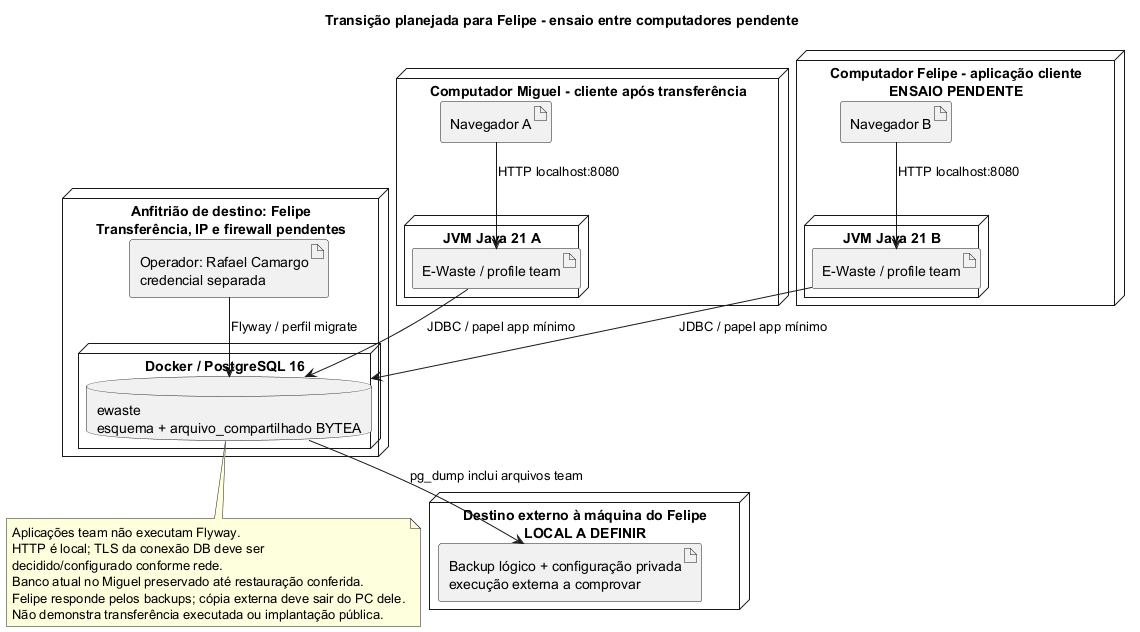 Transição planejada para Felipe - ensaio entre computadores pendente
Computador Felipe - aplicação cliente
ENSAIO PENDENTE
Navegador B
HTTP localhost:8080
JVM Java 21 B
E-Waste / profile team
Computador Miguel - cliente após transferência
Navegador A
HTTP localhost:8080
JVM Java 21 A
E-Waste / profile team
Anfitrião de destino: Felipe
Transferência, IP e firewall pendentes
Operador: Rafael Camargo
credencial separada
Flyway / perfil migrate
JDBC / papel app mínimo
JDBC / papel app mínimo
Docker / PostgreSQL 16
ewaste
esquema + arquivo_compartilhado BYTEA
pg_dump inclui arquivos team
Destino externo à máquina do Felipe
LOCAL A DEFINIR
Backup lógico + configuração privada
execução externa a comprovar
Aplicações team não executam Flyway.
HTTP é local; TLS da conexão DB deve ser
decidido/configurado conforme rede.
Banco atual no Miguel preservado até restauração conferida.
Felipe responde pelos backups; cópia externa deve sair do PC dele.
Não demonstra transferência executada ou implantação pública.